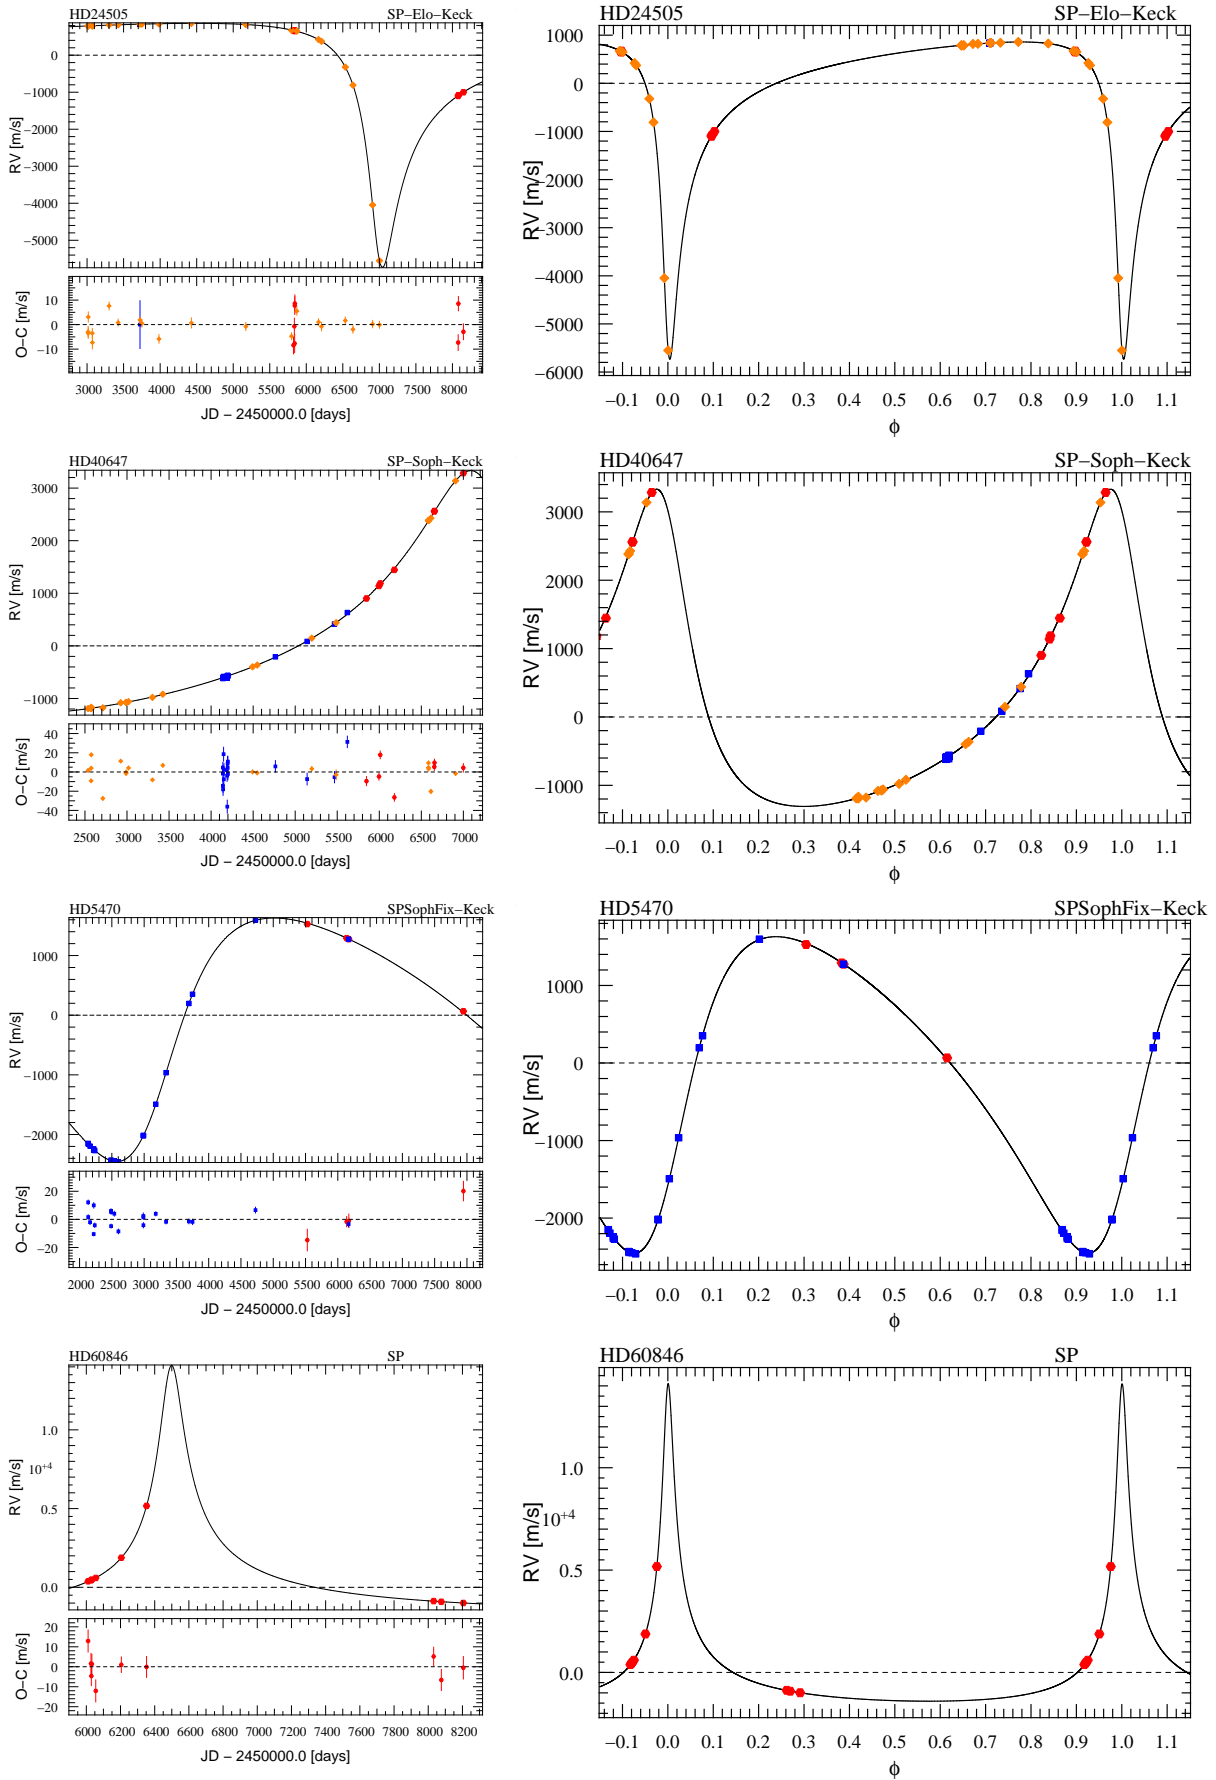 HD24505 SP−Elo−Keck
0
−1000
−2000
−3000
−4000
−5000
RV [m/s]
10
0
−10
O−C [m/s]
3000 3500 4000 4500 5000 5500 6000 6500 7000 7500 8000
JD − 2450000.0 [days]
HD24505 SP−Elo−Keck
1000
0
−1000
−2000
−3000
−4000
−5000
−6000
RV [m/s]
−0.1 0.0 0.1 0.2 0.3 0.4 0.5 0.6 0.7 0.8 0.9 1.0 1.1
ϕ
HD40647 SP−Soph−Keck
3000
2000
1000
0
−1000
RV [m/s]
40
20
0
−20
−40
O−C [m/s]
2500 3000 3500 4000 4500 5000 5500 6000 6500 7000
JD − 2450000.0 [days]
HD40647 SP−Soph−Keck
3000
2000
1000
0
−1000
RV [m/s]
−0.1 0.0 0.1 0.2 0.3 0.4 0.5 0.6 0.7 0.8 0.9 1.0 1.1
ϕ
HD5470 SPSophFix−Keck
1000
0
−1000
−2000
RV [m/s]
20
0
−20
O−C [m/s]
2000 2500 3000 3500 4000 4500 5000 5500 6000 6500 7000 7500 8000
JD − 2450000.0 [days]
HD5470 SPSophFix−Keck
1000
0
−1000
−2000
RV [m/s]
−0.1 0.0 0.1 0.2 0.3 0.4 0.5 0.6 0.7 0.8 0.9 1.0 1.1
ϕ
HD60846 SP
1.0
10+4
0.5
0.0
RV [m/s]
20
10
0
−10
−20
O−C [m/s]
6000 6200 6400 6600 6800 7000 7200 7400 7600 7800 8000 8200
JD − 2450000.0 [days]
HD60846 SP
1.0
10+4
0.5
0.0
RV [m/s]
−0.1 0.0 0.1 0.2 0.3 0.4 0.5 0.6 0.7 0.8 0.9 1.0 1.1
ϕ